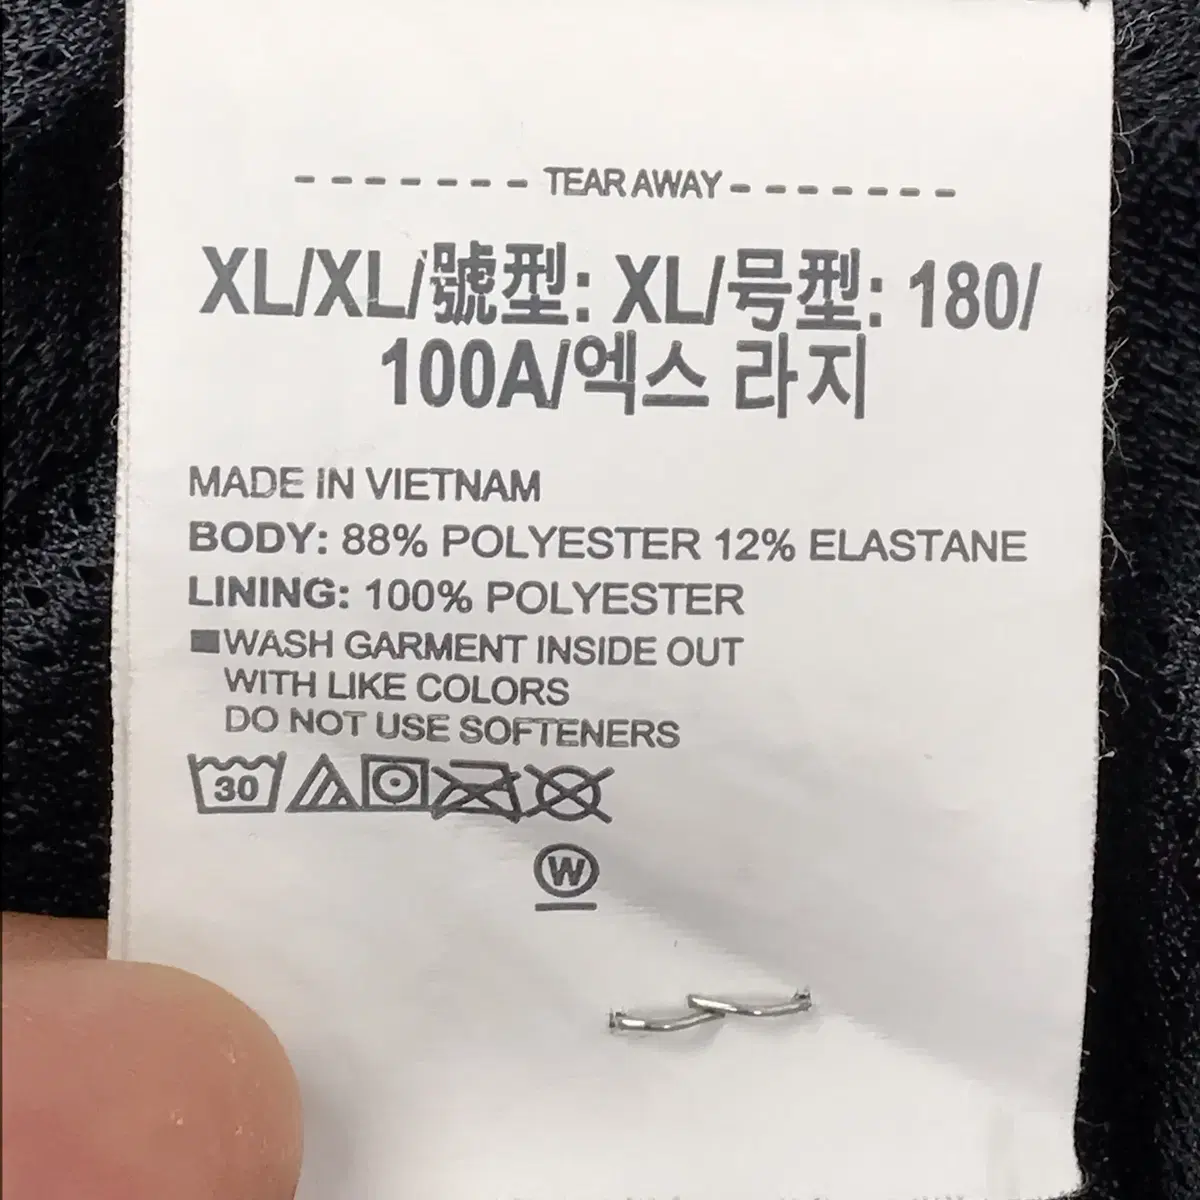 ------- TEAR AWAY -------
XL/XL/號型: XL/号型: 180/
100A/엑스 라지
MADE IN VIETNAM
BODY: 88% POLYESTER 12% ELASTANE
LINING: 100% POLYESTER
■WASH GARMENT INSIDE OUT
WITH LIKE COLORS
DO NOT USE SOFTENERS
30
W